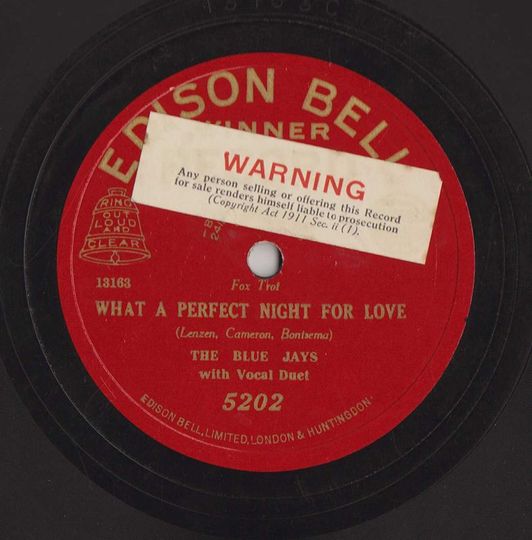 EDISON BELL
WINNER
WARNING
Any person selling or offering this Record
for sale renders himself liable to prosecution
(Copyright Act 1911 Sec. ii (1).
RING
OUT
LOUD
AND
CLEAR
13163
Fox Trot
WHAT A PERFECT NIGHT FOR LOVE
(Lenzen, Cameron, Bonisema)
THE BLUE JAYS
with Vocal Duet
5202
EDISON BELL, LIMITED, LONDON & HUNTINGDON